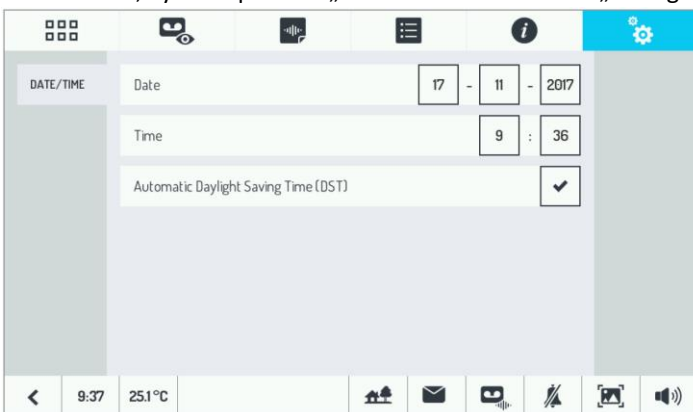 DATE/TIME
Date 17 - 11 - 2017
Time 9 : 36
Automatic Daylight Saving Time (DST)
9:37 25.1°C